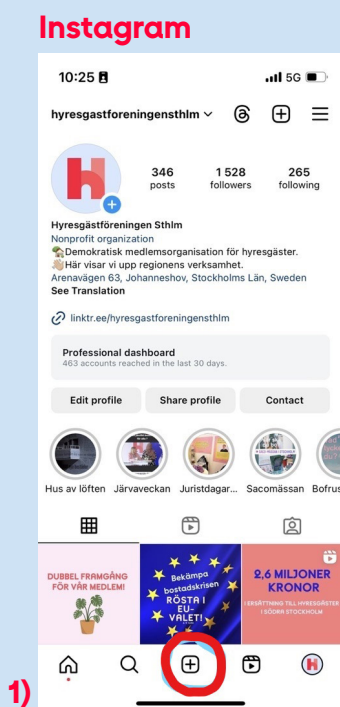 Instagram
10:25
5G
hyresgastforeningensthlm
346
posts
1 528
followers
265
following
Hyresgästföreningen Sthlm
Nonprofit organization
Demokratisk medlemsorganisation för hyresgäster.
Här visar vi upp regionens verksamhet.
Arenavägen 63, Johanneshov, Stockholms Län, Sweden
See Translation
linktr.ee/hyresgastforeningensthlm
Professional dashboard
463 accounts reached in the last 30 days.
Edit profile
Share profile
Contact
Hus av löften
Järvaveckan
Juristdagar...
Sacomässan
Bofrus
DUBBEL FRAMGÅNG
FÖR VÅR MEDLEM!
Bekämpa
bostadskrisen
RÖSTA I
EU-
VALET!
2,6 MILJONER
KRONOR
I ERSÄTTNING TILL HYRESGÄSTER
I SÖDRA STOCKHOLM
1)